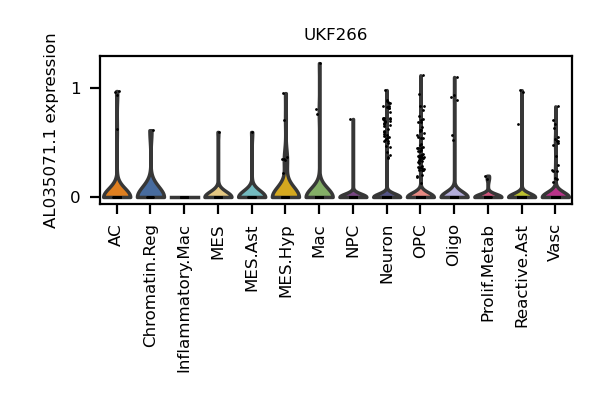 UKF266
AL035071.1 expression
1
0
AC
Chromatin.Reg
Inflammatory.Mac
MES
MES.Ast
MES.Hyp
Mac
NPC
Neuron
OPC
Oligo
Prolif.Metab
Reactive.Ast
Vasc